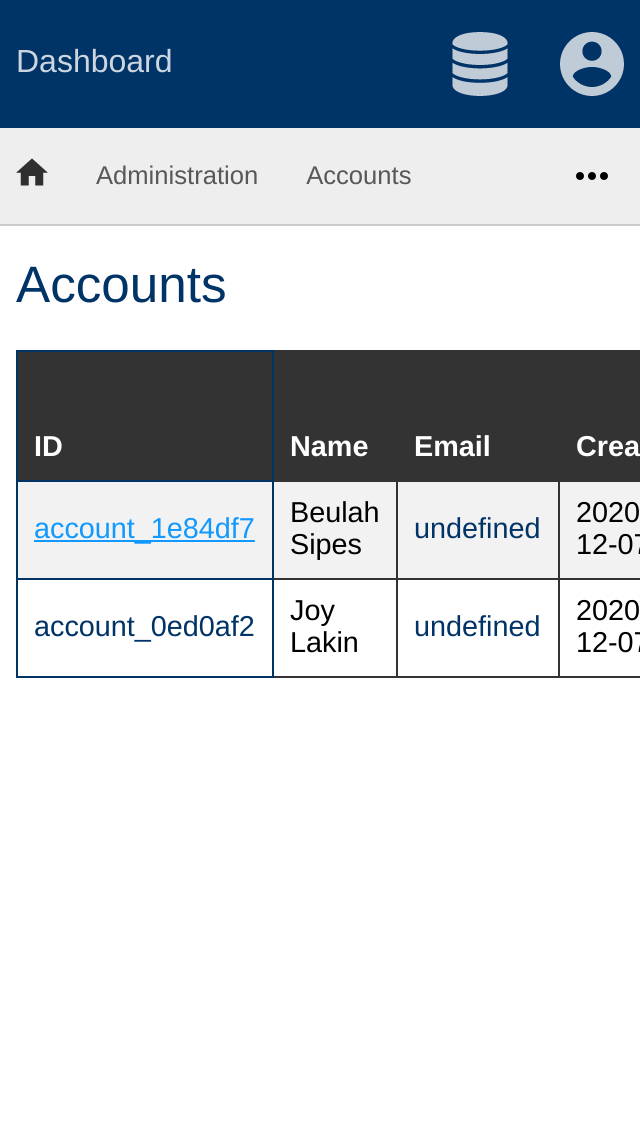 Dashboard
Administration Accounts
Accounts
ID Name Email Crea
account_1e84df7 Beulah Sipes undefined 2020 12-07
account_0ed0af2 Joy Lakin undefined 2020 12-07